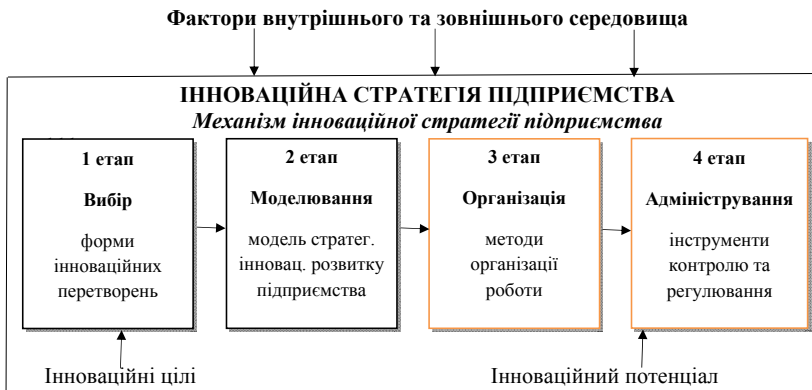 Фактори внутрішнього та зовнішнього середовища
ІННОВАЦІЙНА СТРАТЕГІЯ ПІДПРИЄМСТВА
Механізм інноваційної стратегії підприємства
1 етап
Вибір
форми
інноваційних
перетворень
2 етап
Моделювання
модель стратег.
інновац. розвитку
підприємства
3 етап
Організація
методи
організації
роботи
4 етап
Адміністрування
інструменти
контролю та
регулювання
Інноваційні цілі
Інноваційний потенціал